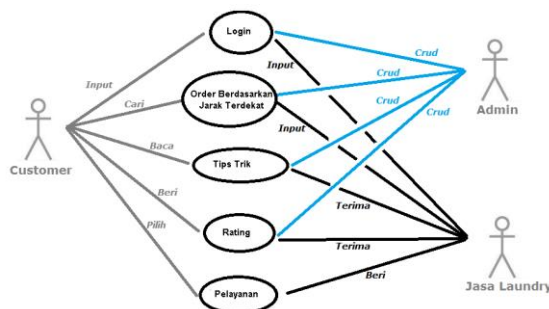 Login
Input
Crud
Input
Crud
Order Berdasarkan
Jarak Terdekat
Cari
Crud
Admin
Crud
Input
Customer
Baca
Tips Trik
Beri
Terima
Pilih
Rating
Terima
Beri
Pelayanan
Jasa Laundry